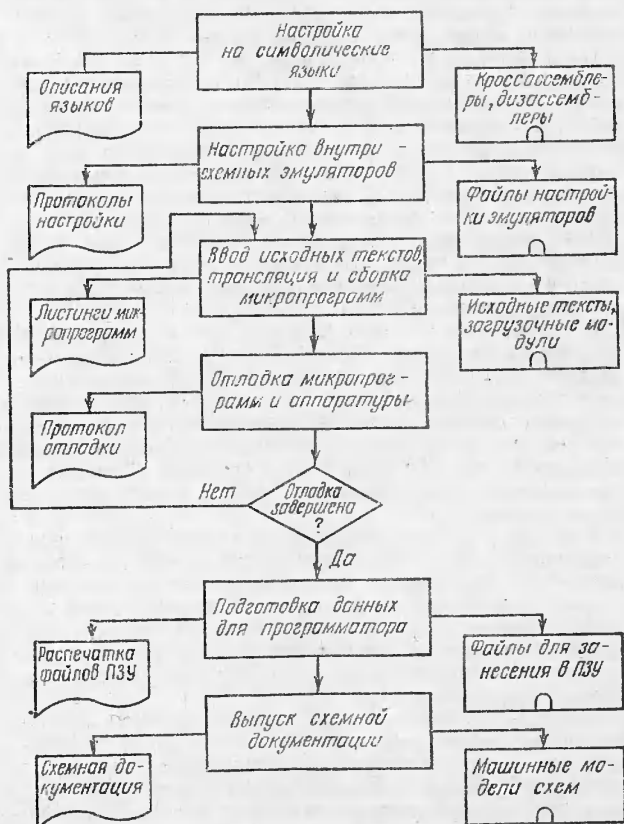 Настройка
на символические
языки
Описания
языков
Кроссассембле-
ры, дизассемб-
леры
Настройка внутри-
схемных эмуляторов
Протоколы
настройки
Файлы настрой-
ки эмуляторов
Ввод исходных текстов,
трансляция и сборка
микропрограмм
Листинги мик-
ропрограмм
Исходные тексты,
загрузочные мо-
дули
Отладка микропрог-
рамм и аппаратуры
Протокол
отладки
Нет
Отладка
завершена
?
Да
Подготовка данных
для программатора
Распечатка
файлов ПЗУ
Файлы для за-
несения в ПЗУ
Выпуск схемной
документации
Схемная до-
кументация
Машинные мо-
дели схем